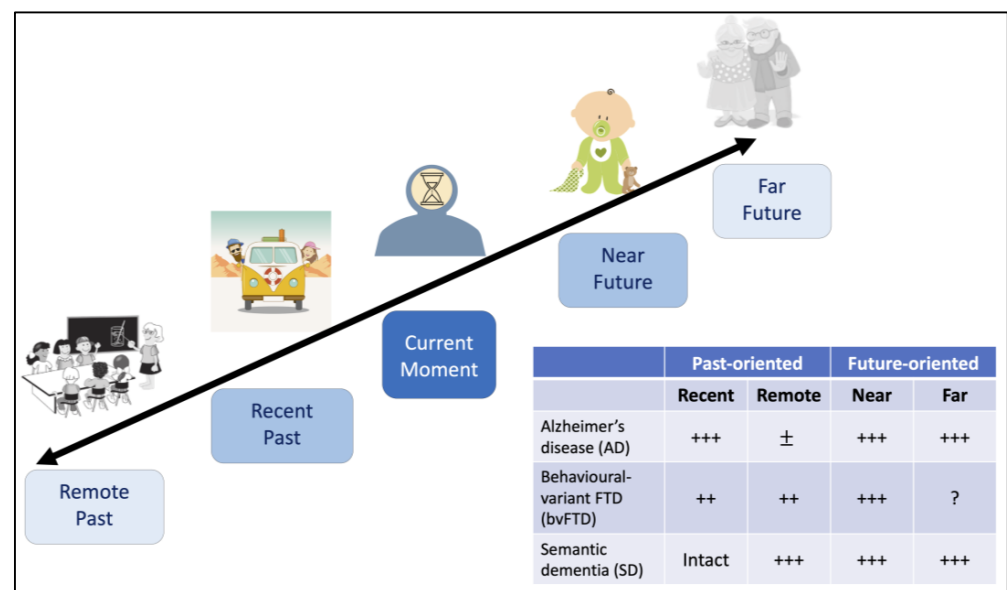 Far
Future
Near
Future
Current
Moment
Recent
Past
Remote
Past
Past-oriented Future-oriented
Recent Remote Near Far
Alzheimer's
disease (AD) +++ ± +++ +++
Behavioural-
variant FTD
(bvFTD) ++ ++ +++ ?
Semantic
dementia (SD) Intact +++ +++ +++